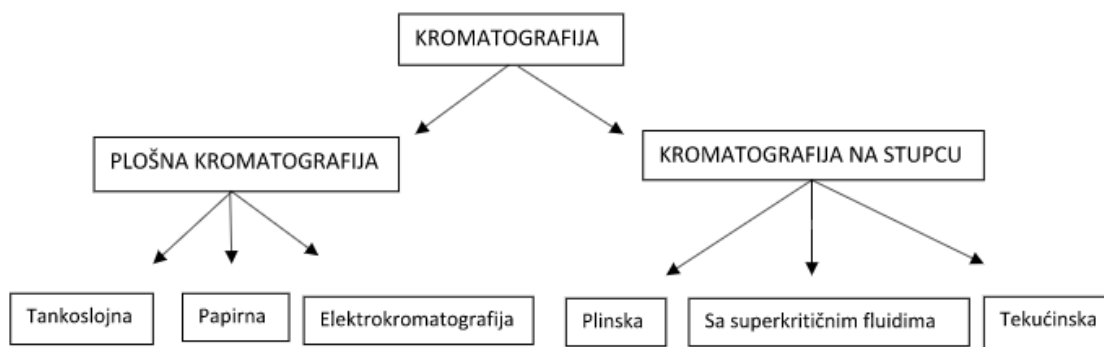 KROMATOGRAFIJA
PLOŠNA KROMATOGRAFIJA
KROMATOGRAFIJA NA STUPCU
Tankoslojna
Papirna
Elektrokromatografija
Plinska
Sa superkritičnim fluidima
Tekućinska